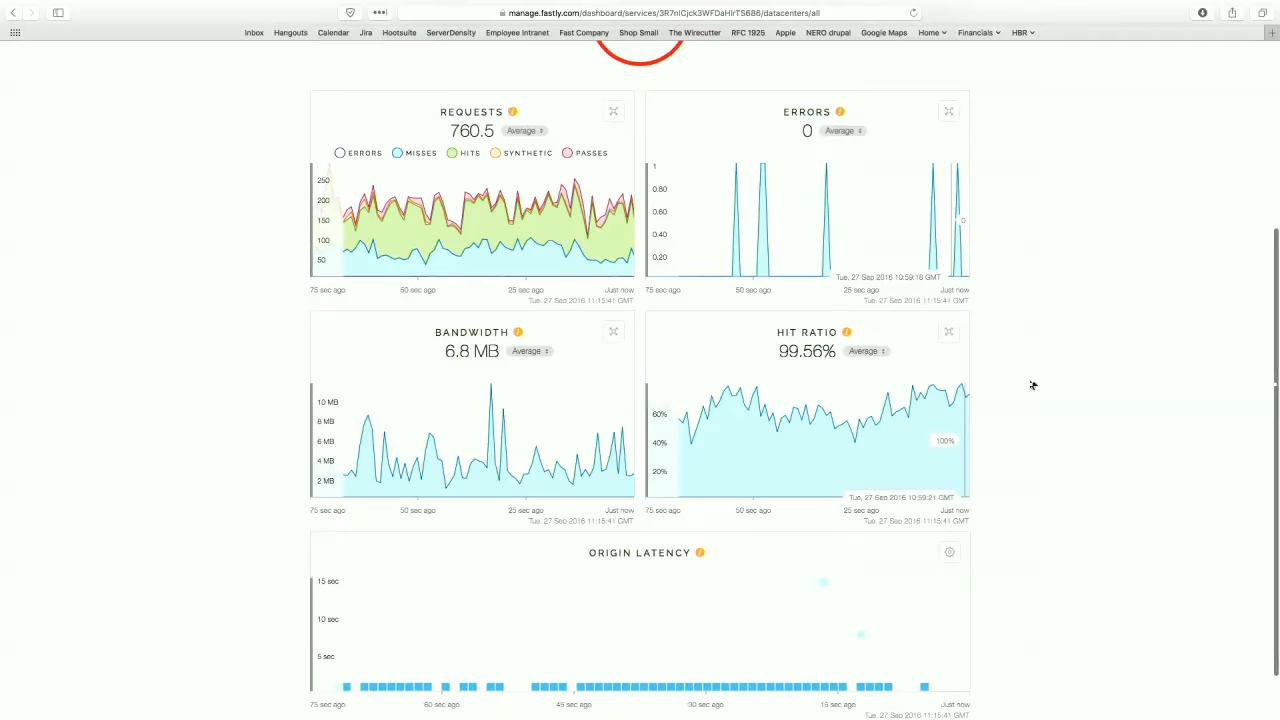 manage.fastly.com/dashboard/services/3R7nICjck3WFDaHIrTS686/datacenters/all
Inbox Hangouts Calendar Jira Hootsuite ServerDensity Employee Intranet Fast Company Shop Small The Wirecutter RFC 1925 Apple NERO drupal Google Maps Home Financials HBR
REQUESTS
760.5 Average
ERRORS MISSES HITS SYNTHETIC PASSES
250
200
150
100
50
75 sec ago 50 sec ago 25 sec ago Just now
Tue, 27 Sep 2016 11:15:41 GMT
ERRORS
0 Average
1
0.80
0.60
0.40
0.20
0
Tue, 27 Sep 2016 10:59:18 GMT
75 sec ago 50 sec ago 25 sec ago Just now
Tue, 27 Sep 2016 11:15:41 GMT
BANDWIDTH
6.8 MB Average
10 MB
8 MB
6 MB
4 MB
2 MB
75 sec ago 50 sec ago 25 sec ago Just now
Tue, 27 Sep 2016 11:15:41 GMT
HIT RATIO
99.56% Average
60%
40%
20%
100%
Tue, 27 Sep 2016 10:59:21 GMT
75 sec ago 50 sec ago 25 sec ago Just now
Tue, 27 Sep 2016 11:15:41 GMT
ORIGIN LATENCY
15 sec
10 sec
5 sec
75 sec ago 60 sec ago 45 sec ago 30 sec ago 15 sec ago Just now
Tue, 27 Sep 2016 11:15:41 GMT